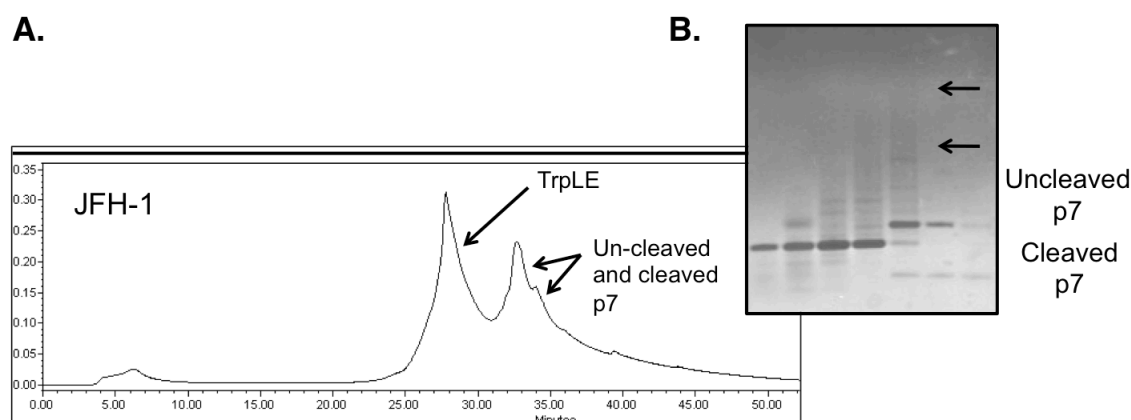 A.
B.
JFH-1
TrpLE
Un-cleaved
and cleaved
p7
Uncleaved
p7
Cleaved
p7
0.35
0.30
0.25
0.20
0.15
0.10
0.05
0.00
0.00 5.00 10.00 15.00 20.00 25.00 30.00 35.00 40.00 45.00 50.00
Minutes